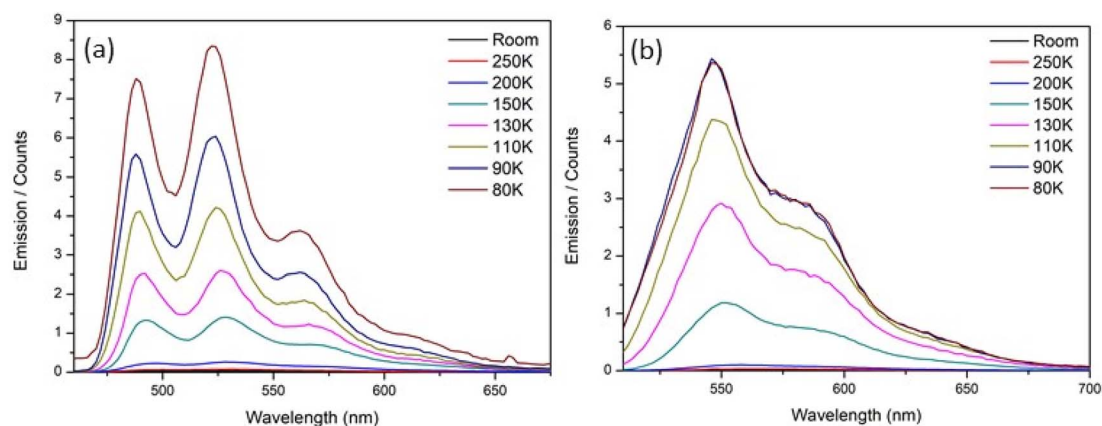 (a)
Emission / Counts
9
8
7
6
5
4
3
2
1
0
500
550
600
650
Wavelength (nm)
Room
250K
200K
150K
130K
110K
90K
80K
(b)
Emission / Counts
6
5
4
3
2
1
0
550
600
650
700
Wavelength (nm)
Room
250K
200K
150K
130K
110K
90K
80K